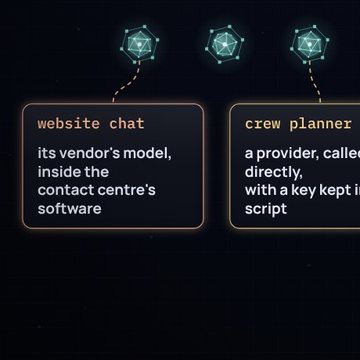 website chat
its vendor's model,
inside the
contact centre's
software
crew planner
a provider,
directly,
with a key kept
script